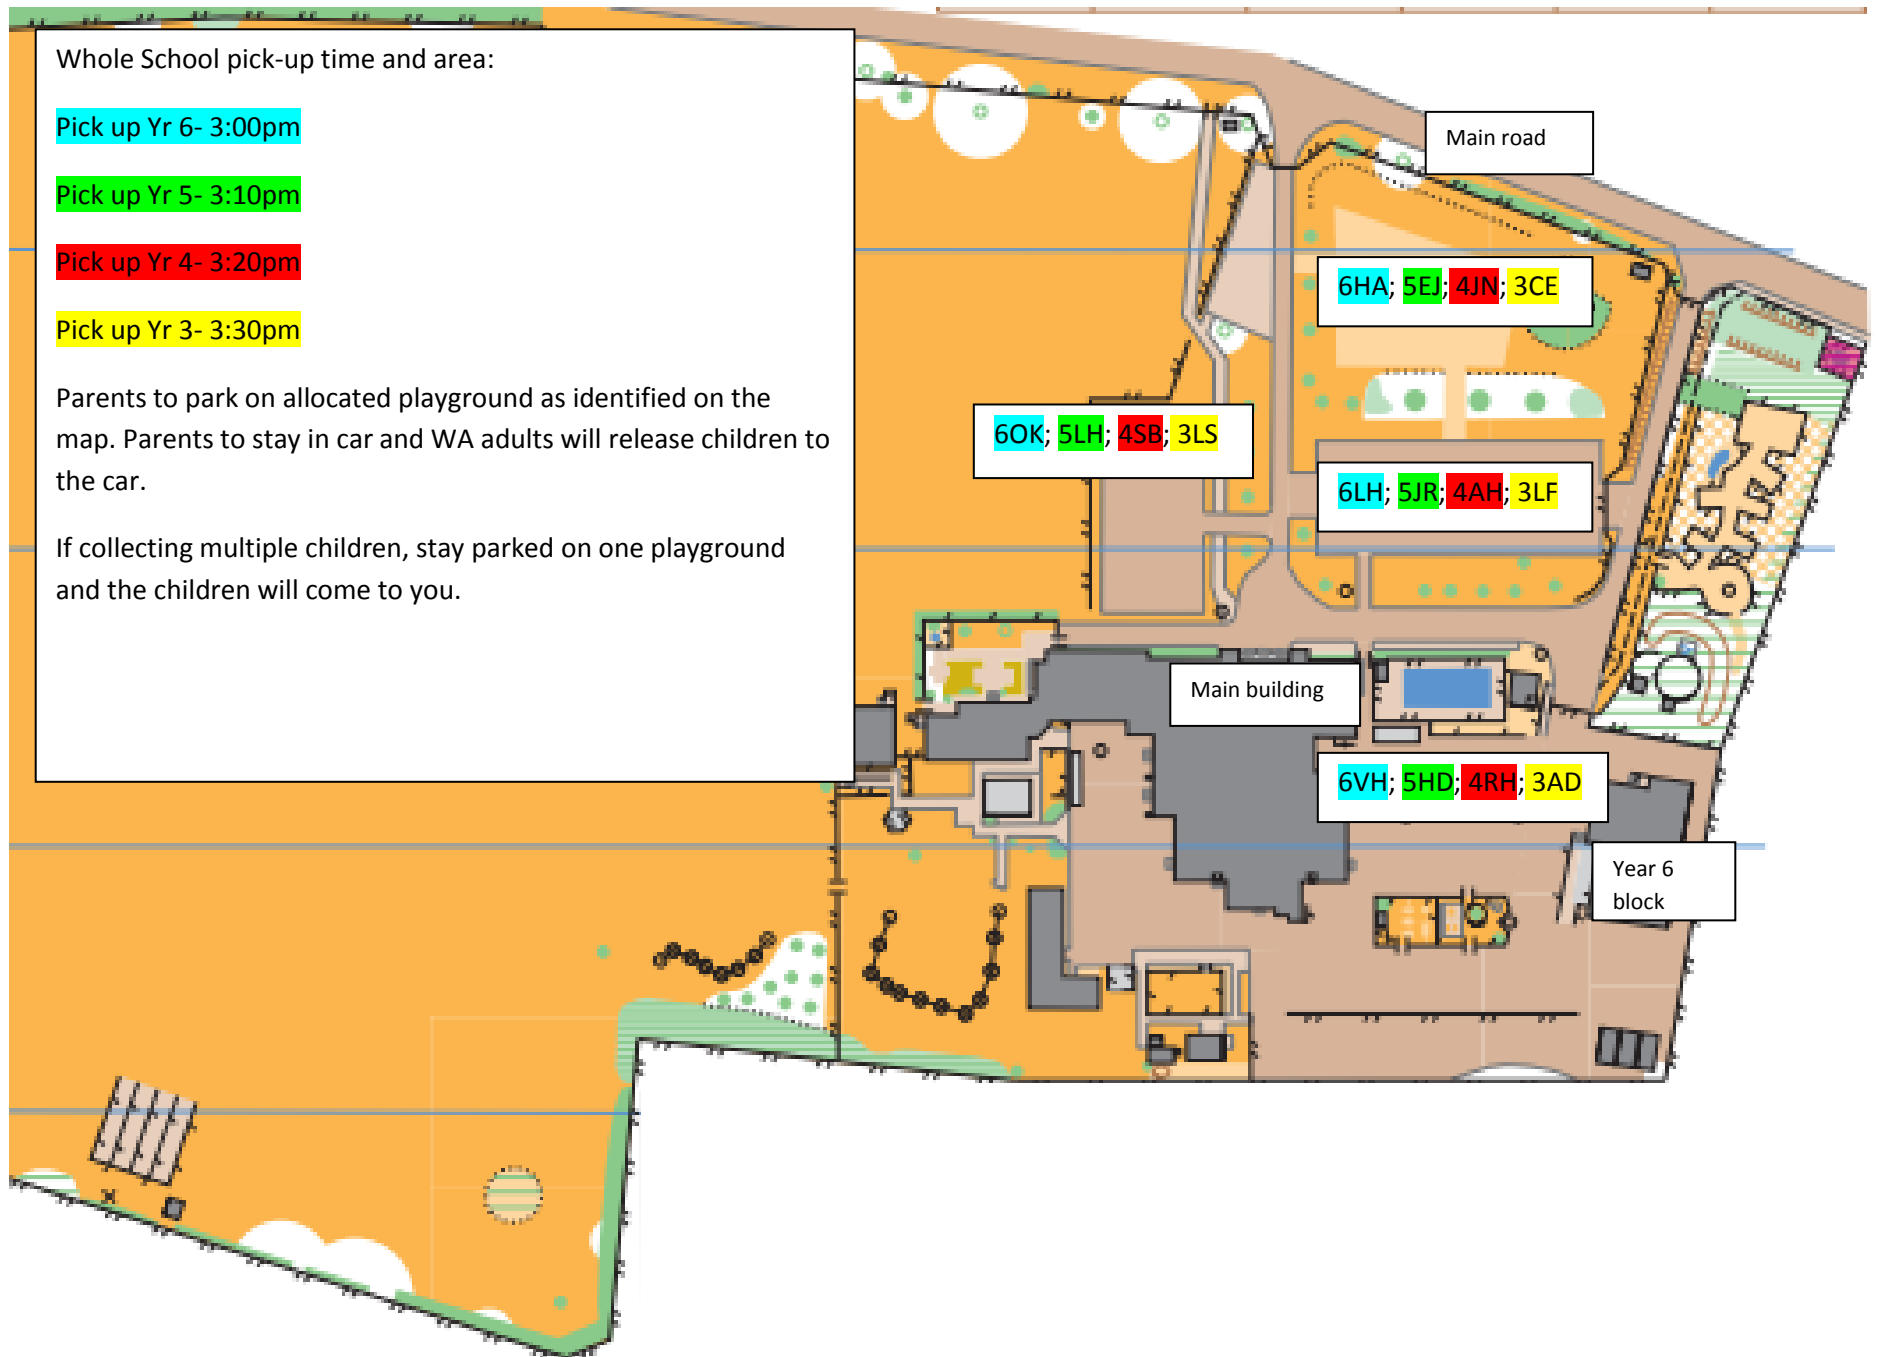 Whole School pick-up time and area:
Pick up Yr 6- 3:00pm
Pick up Yr 5- 3:10pm
Pick up Yr 4- 3:20pm
Pick up Yr 3- 3:30pm
Parents to park on allocated playground as identified on the
map. Parents to stay in car and WA adults will release children to
the car.
If collecting multiple children, stay parked on one playground
and the children will come to you.
Main road
6HA; 5EJ; 4JN; 3CE
6OK; 5LH; 4SB; 3LS
6LH; 5JR; 4AH; 3LF
Main building
6VH; 5HD; 4RH; 3AD
Year 6
block